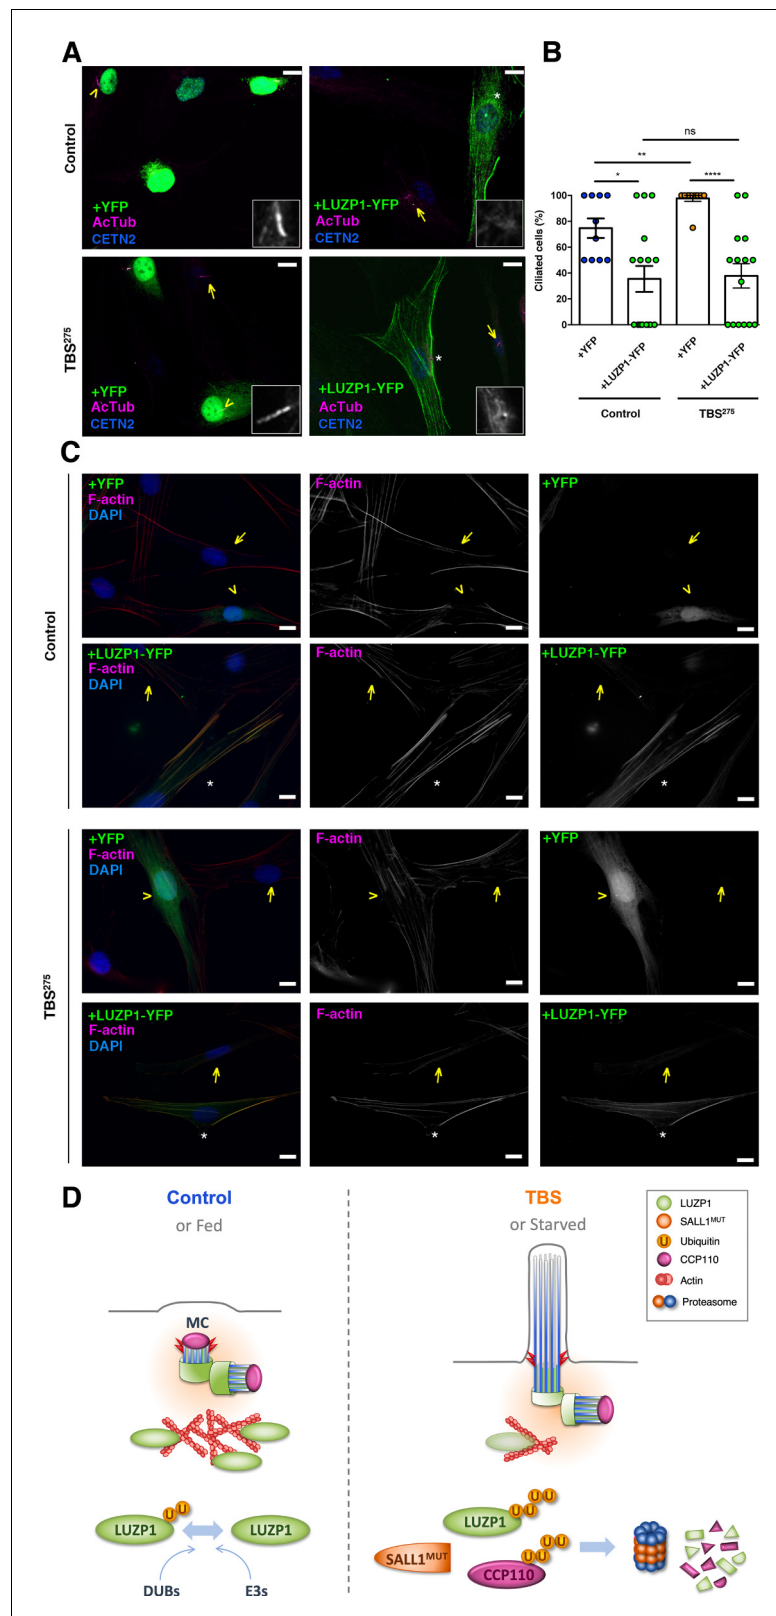 A
B
Control
+YFP
AcTub
CETN2
+LUZP1-YFP
AcTub
CETN2
TBS275
+YFP
AcTub
CETN2
+LUZP1-YFP
AcTub
CETN2
ns
**
*
****
Ciliated cells (%)
100
80
60
40
20
0
+YFP
+LUZP1-YFP
+YFP
+LUZP1-YFP
Control
TBS275
C
Control
+YFP
F-actin
DAPI
F-actin
+YFP
+LUZP1-YFP
F-actin
DAPI
F-actin
+LUZP1-YFP
TBS275
+YFP
F-actin
DAPI
F-actin
+YFP
+LUZP1-YFP
F-actin
DAPI
F-actin
+LUZP1-YFP
D
Control
or Fed
TBS
or Starved
LUZP1
SALL1MUT
U Ubiquitin
CCP110
Actin
Proteasome
MC
U U
LUZP1
LUZP1
DUBs
E3s
U U
U U
LUZP1
SALL1MUT
U U
U U
CCP110